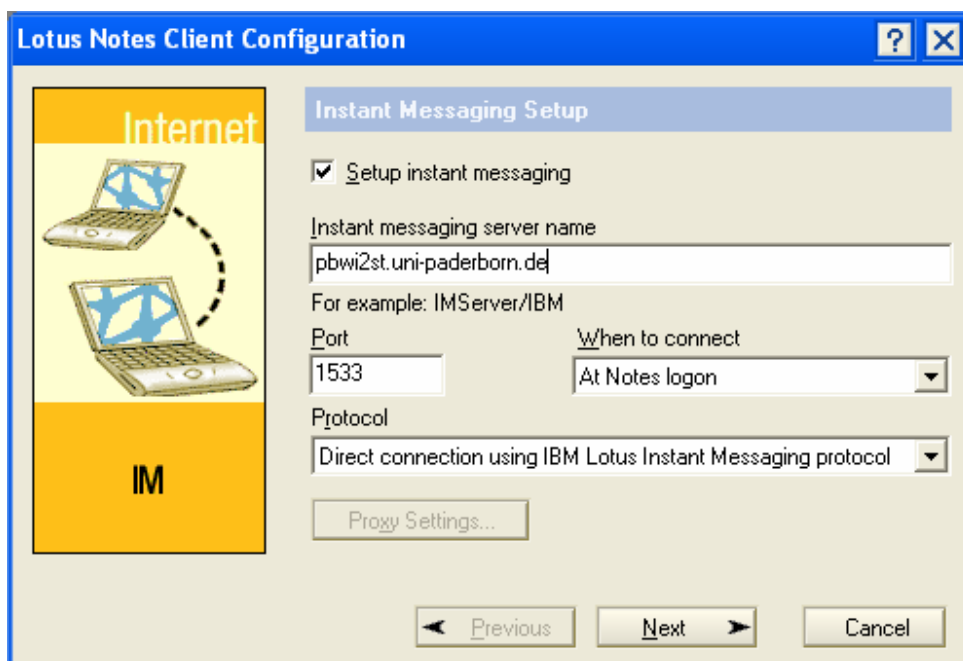 Lotus Notes Client Configuration
?
Internet
IM
Instant Messaging Setup
Setup instant messaging
Instant messaging server name
pbwi2st.uni-paderborn.de
For example: IMServer/IBM
Port
When to connect
1533
At Notes logon
Protocol
Direct connection using IBM Lotus Instant Messaging protocol
Proxy Settings...
Previous
Next
Cancel